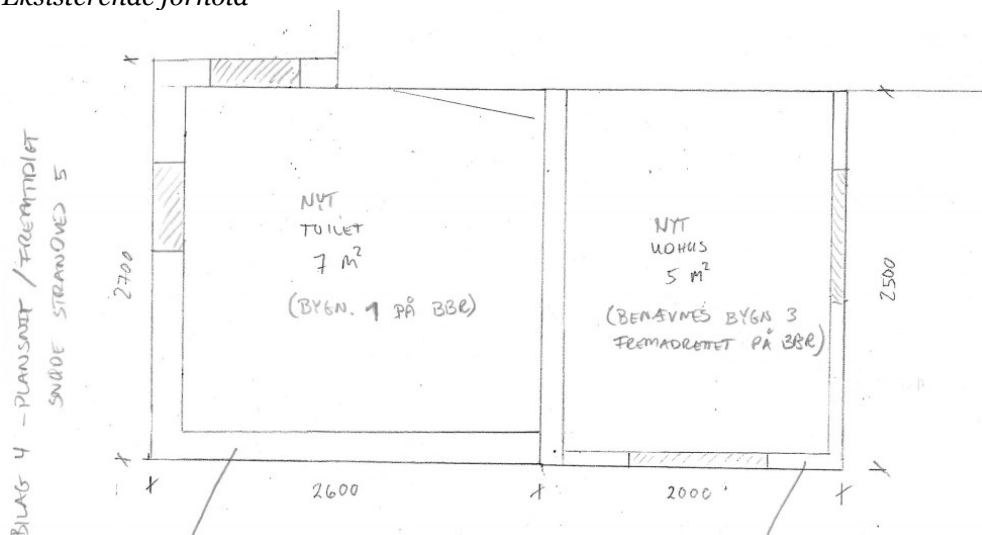 Eksisterende forhold
BILAG 4 - PLANSNIT / FREMTIDIGT
SNØDE STRANDVEJ 5
2700
NYT
TOILET
7 m²
(BYGN. 1 PÅ BBR)
NYT
UDHUS
5 m²
(BENÆVNES BYGN 3
FREMADRETTET PÅ BBR)
2500
2600
2000